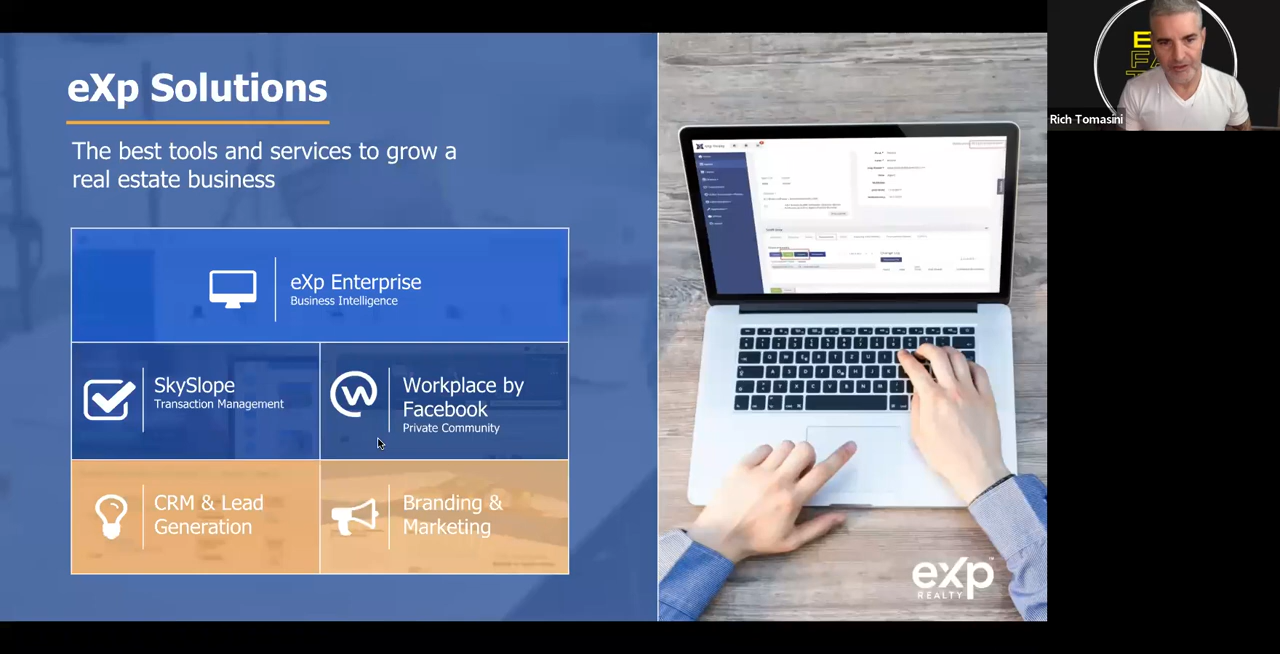 eXp Solutions
The best tools and services to grow a
real estate business
eXp Enterprise
Business Intelligence
SkySlope
Transaction Management
Workplace by
Facebook
Private Community
CRM & Lead
Generation
Branding &
Marketing
eXp
REALTY
Rich Tomasini